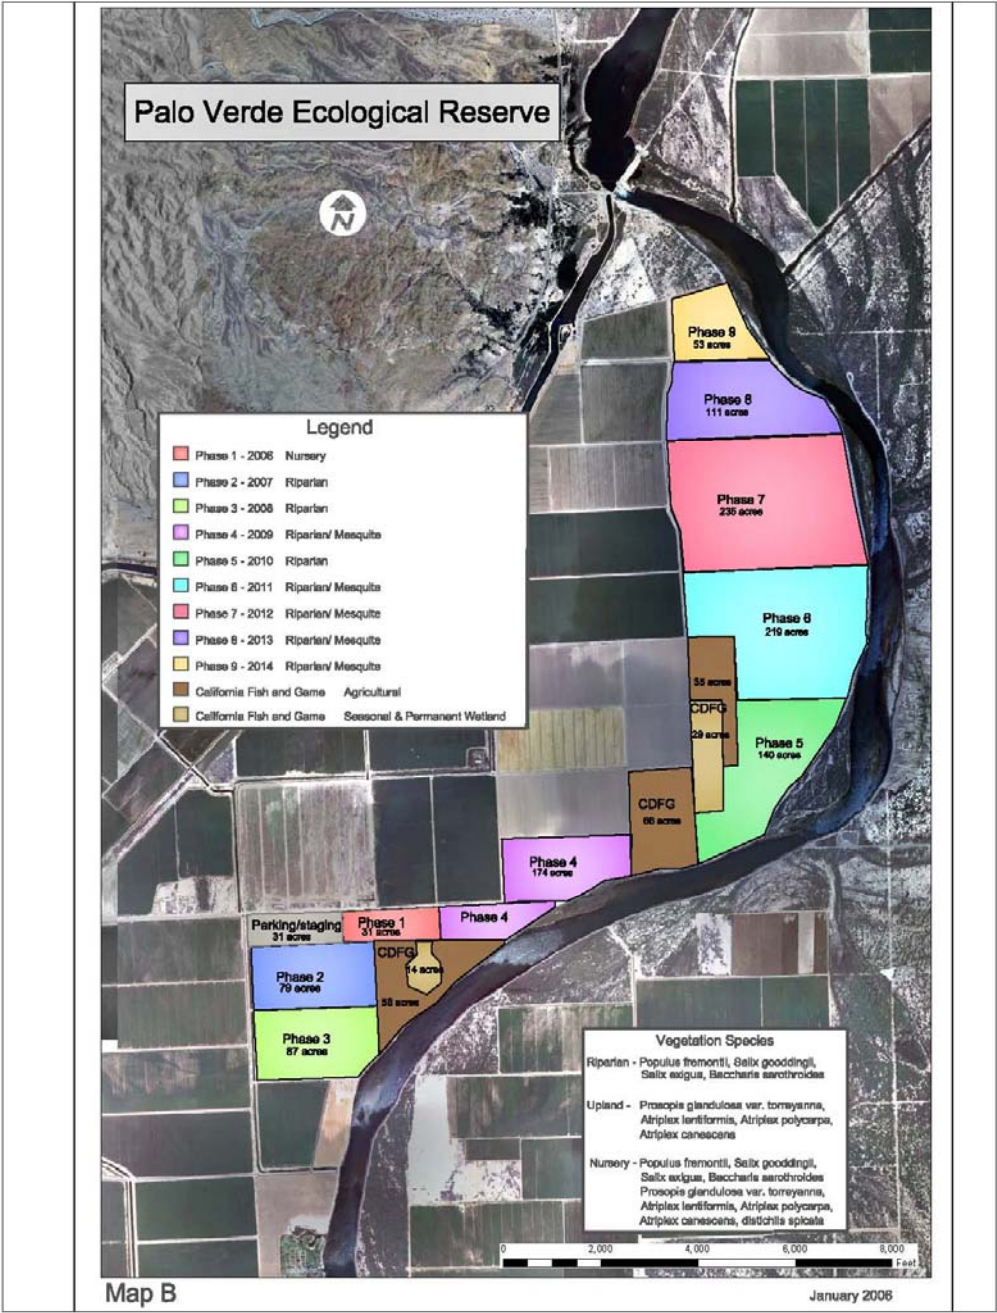 Palo Verde Ecological Reserve
N
Phase 9
53 acres
Phase 8
111 acres
Legend
Phase 1 - 2006 Nursery
Phase 2 - 2007 Riparian
Phase 3 - 2008 Riparian
Phase 4 - 2009 Riparian/ Mesquite
Phase 5 - 2010 Riparian
Phase 6 - 2011 Riparian/ Mesquite
Phase 7 - 2012 Riparian/ Mesquite
Phase 8 - 2013 Riparian/ Mesquite
Phase 9 - 2014 Riparian/ Mesquite
California Fish and Game Agricultural
California Fish and Game Seasonal & Permanent Wetland
Phase 7
235 acres
Phase 6
219 acres
acres
CDFG
29 acres
Phase 5
140 acres
CDFG
66 acres
Phase 4
174 acres
Parking/staging
31 acres
Phase 1
31 acres
Phase 4
CDFG
14 acres
58 acres
Phase 2
79 acres
Phase 3
87 acres
Vegetation Species
Riparian - Populus fremontii, Salix gooddingii,
Salix exigua, Baccharis sarothroides
Upland - Prosopis glandulosa var. torreyanna,
Atriplex lentiformis, Atriplex polycarpa,
Atriplex canescens
Nursery - Populus fremontii, Salix gooddingii,
Salix exigua, Baccharis sarothroides
Prosopis glandulosa var. torreyanna,
Atriplex lentiformis, Atriplex polycarpa,
Atriplex canescens, distichlis spicata
0 2,000 4,000 6,000 8,000
Feet
Map B
January 2006